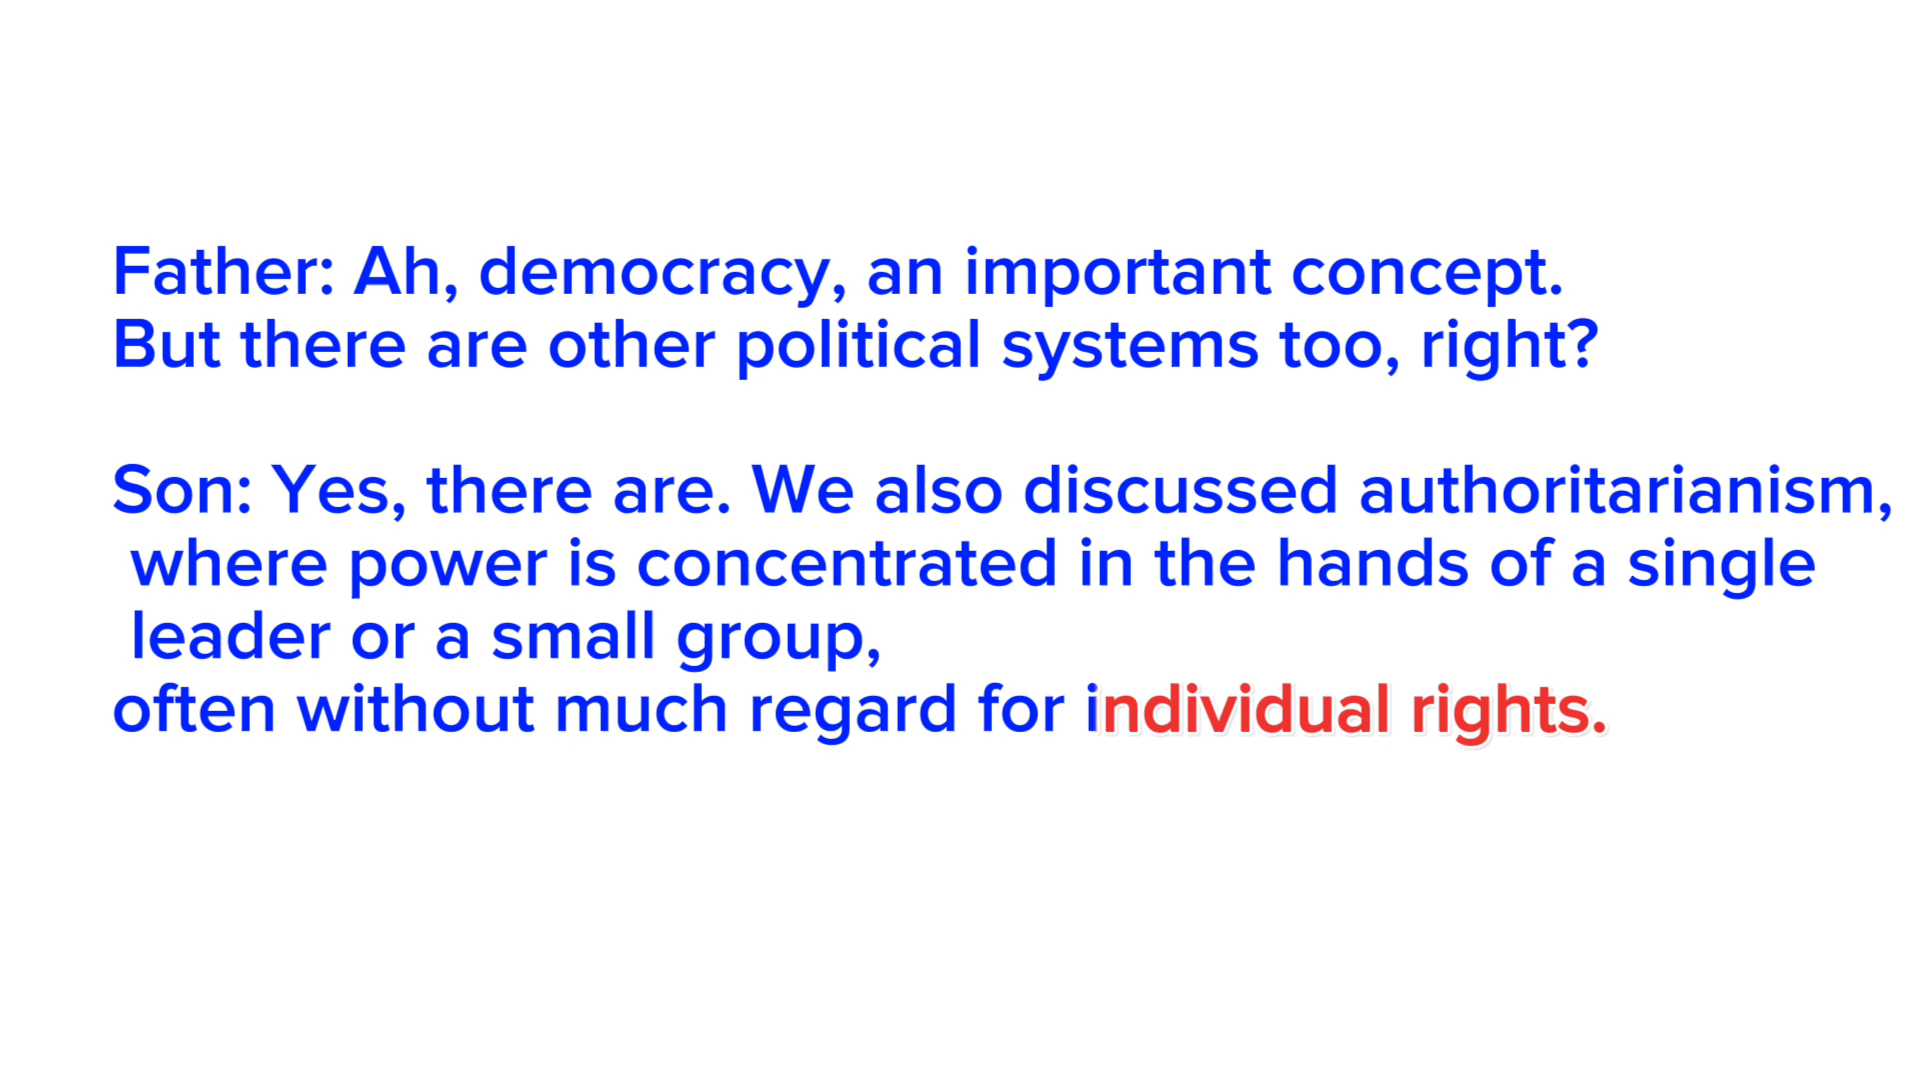 Father: Ah, democracy, an important concept.
But there are other political systems too, right?
Son: Yes, there are. We also discussed authoritarianism,
where power is concentrated in the hands of a single
leader or a small group,
often without much regard for individual rights.